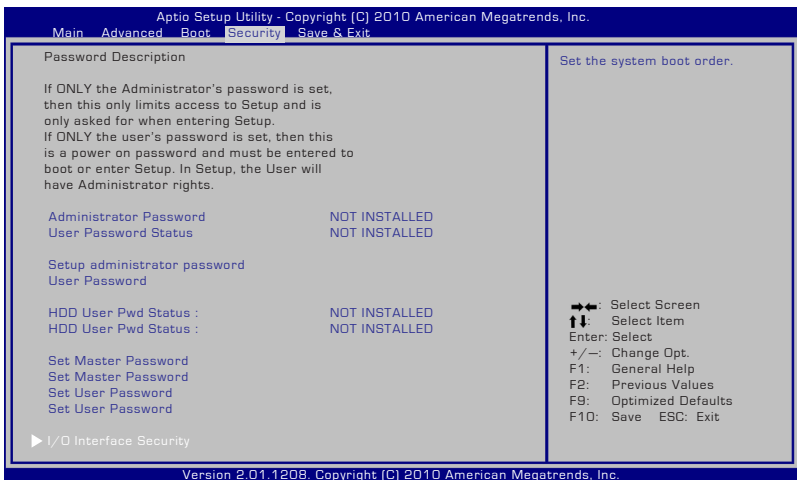 Aptio Setup Utility - Copyright (C) 2010 American Megatrends, Inc.
Main Advanced Boot Security Save & Exit
Password Description
If ONLY the Administrator's password is set,
then this only limits access to Setup and is
only asked for when entering Setup.
If ONLY the user's password is set, then this
is a power on password and must be entered to
boot or enter Setup. In Setup, the User will
have Administrator rights.
Administrator Password NOT INSTALLED
User Password Status NOT INSTALLED
Setup administrator password
User Password
HDD User Pwd Status : NOT INSTALLED
HDD User Pwd Status : NOT INSTALLED
Set Master Password
Set Master Password
Set User Password
Set User Password
I/O Interface Security
Set the system boot order.
→←: Select Screen
↑↓: Select Item
Enter: Select
+/—: Change Opt.
F1: General Help
F2: Previous Values
F9: Optimized Defaults
F10: Save ESC: Exit
Version 2.01.1208. Copyright (C) 2010 American Megatrends, Inc.